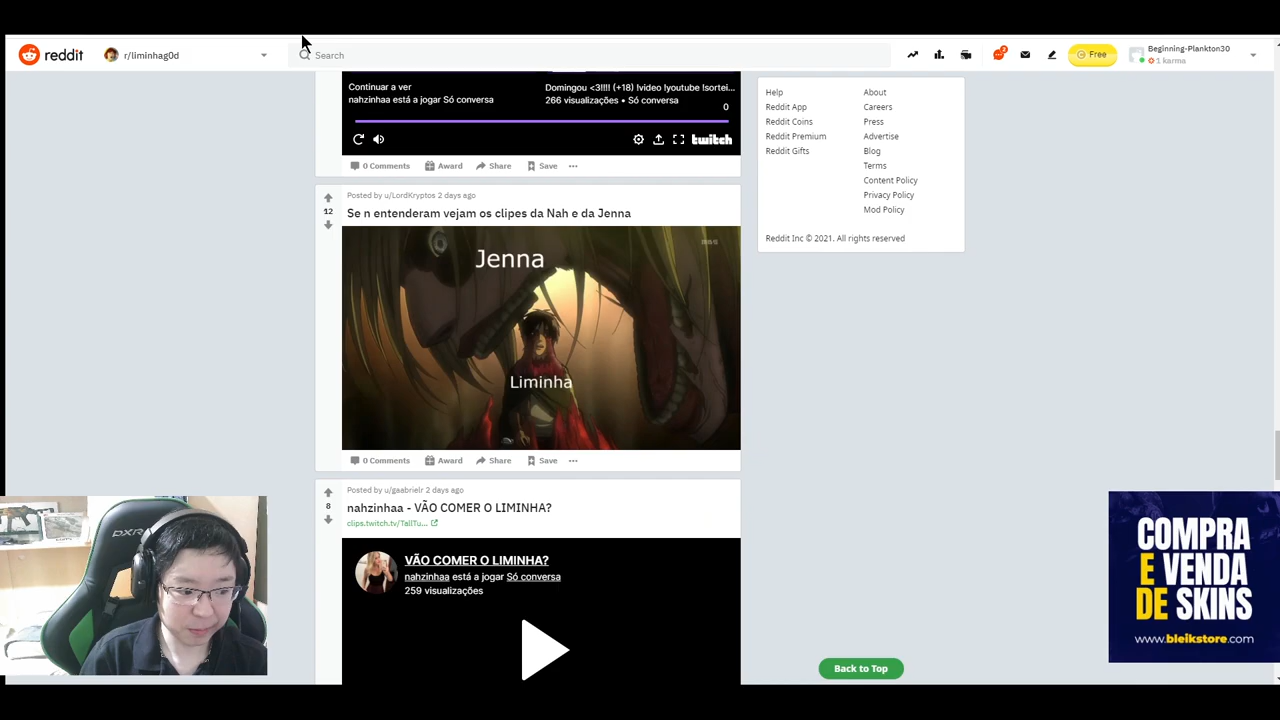 reddit
r/liminhag0d
Search
Free
Beginning-Plankton30
1 karma
Continuar a ver
nahzinhaa está a jogar Só conversa
Domingou <3!!!! (+18) !video !youtube !sortei...
266 visualizações • Só conversa
0
twitch
0 Comments
Award
Share
Save
Help
Reddit App
Reddit Coins
Reddit Premium
Reddit Gifts
About
Careers
Press
Advertise
Blog
Terms
Content Policy
Privacy Policy
Mod Policy
Reddit Inc © 2021. All rights reserved
Posted by u/LordKryptos 2 days ago
12
Se n entenderam vejam os clipes da Nah e da Jenna
Jenna
Liminha
0 Comments
Award
Share
Save
Posted by u/gaabrielr 2 days ago
8
nahzinhaa - VÃO COMER O LIMINHA?
clips.twitch.tv/TallTu...
VÃO COMER O LIMINHA?
nahzinhaa está a jogar Só conversa
259 visualizações
Back to Top
DXR
COMPRA
E VENDA
DE SKINS
www.bleikstore.com